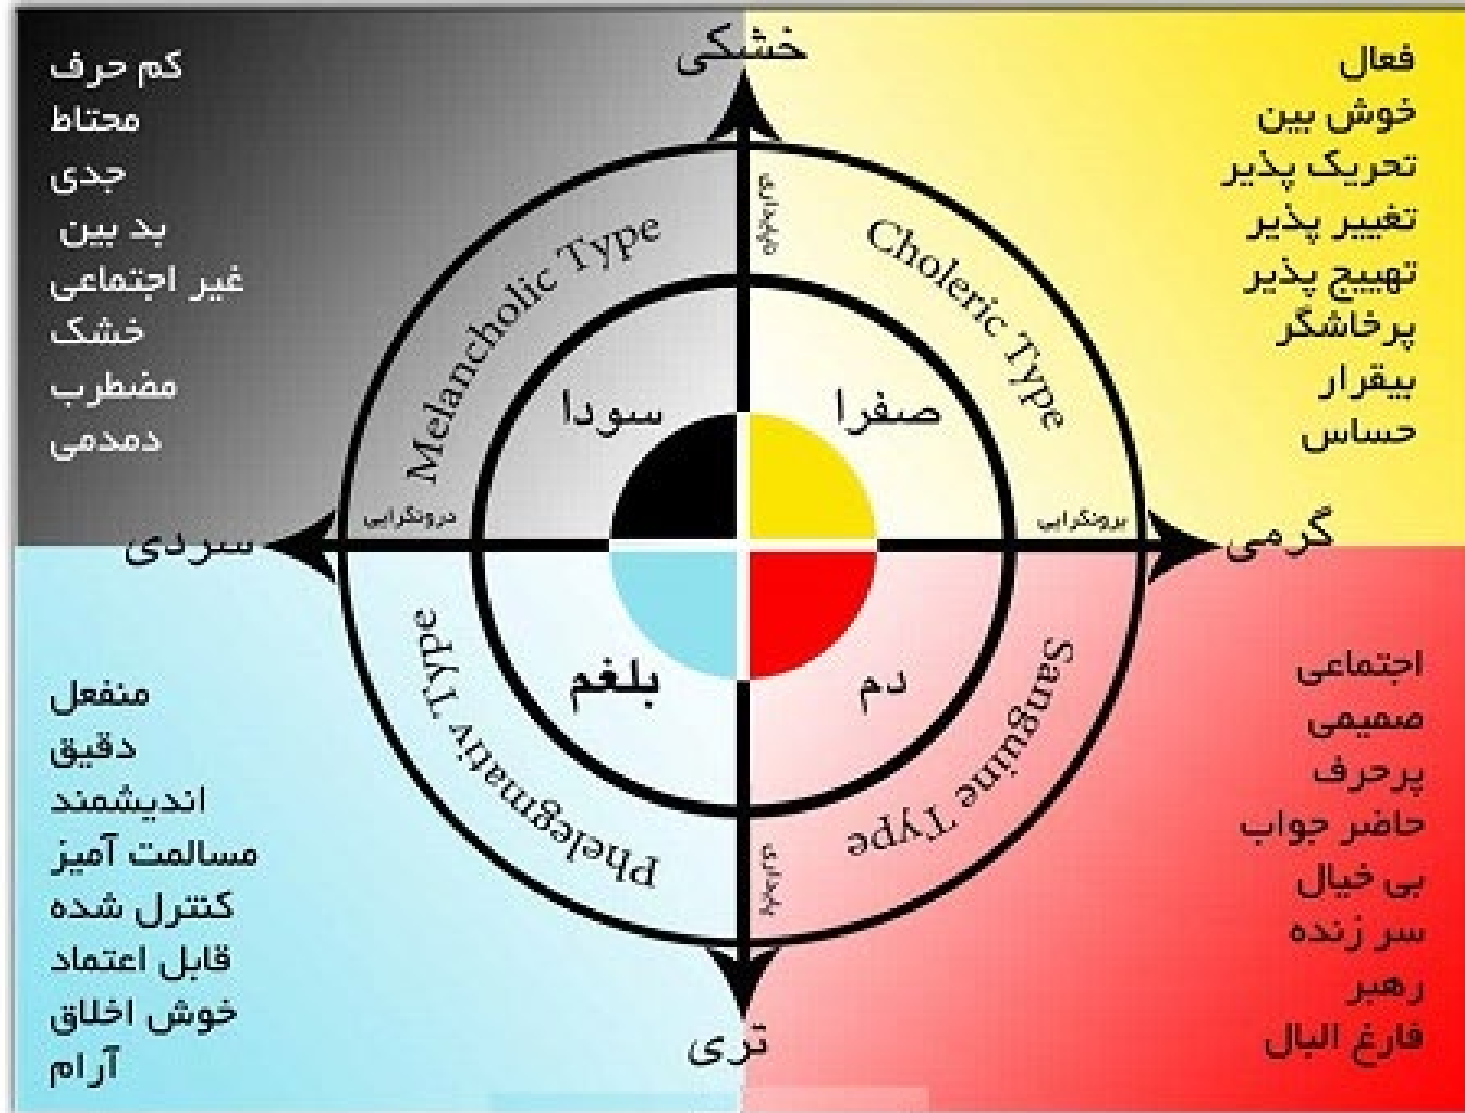 خشکی
فعال
خوش بین
تحریک پذیر
تغییر پذیر
تهییج پذیر
پرخاشگر
بیقرار
حساس
کم حرف
محتاط
جدی
بد بین
غیر اجتماعی
خشک
مضطرب
دمدمی
Melancholic Type
Choleric Type
ناپایداری
سودا
صفرا
درونگرایی
برونگرایی
سردی
گرمی
بلغم
دم
Phelegmativ Type
Sanguine Type
پایداری
اجتماعی
صمیمی
پرحرف
حاضر جواب
بی خیال
سر زنده
رهبر
فارغ البال
منفعل
دقیق
اندیشمند
مسالمت آمیز
کنترل شده
قابل اعتماد
خوش اخلاق
آرام
تری